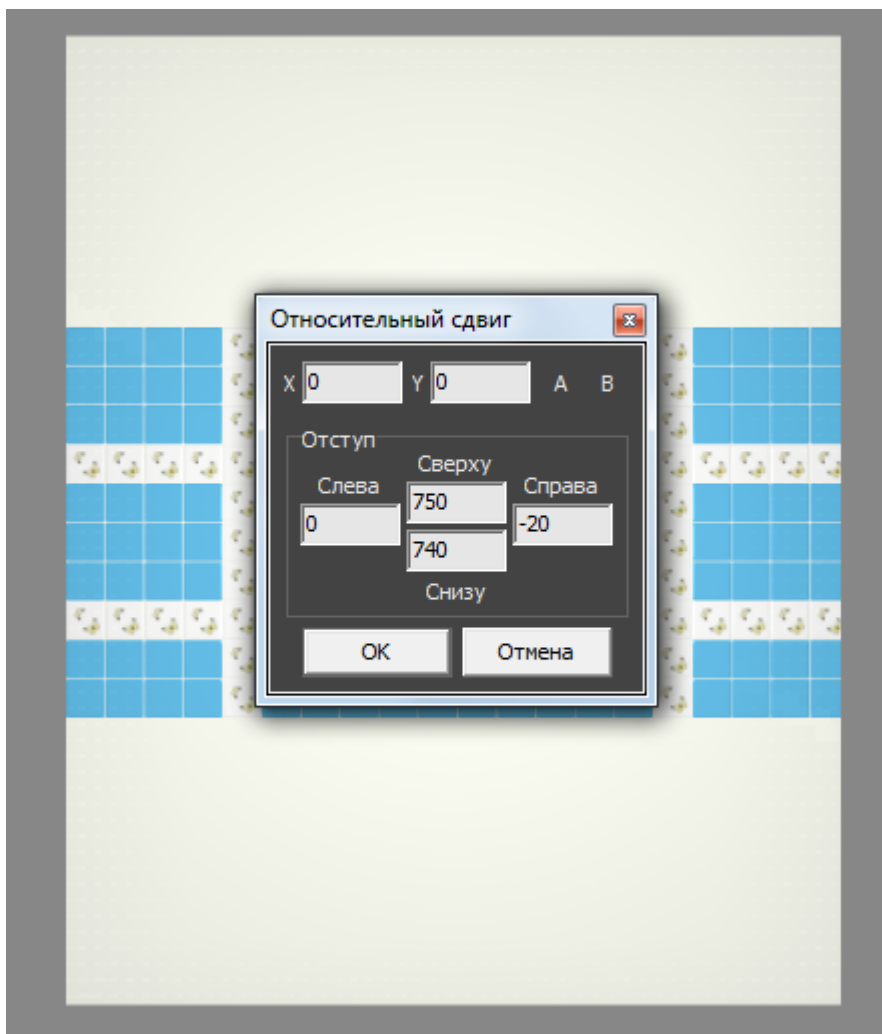 Относительный сдвиг
X 0 Y 0 A B
Отступ
Сверху
Слева 750 Справа
0 -20
740
Снизу
OK Отмена